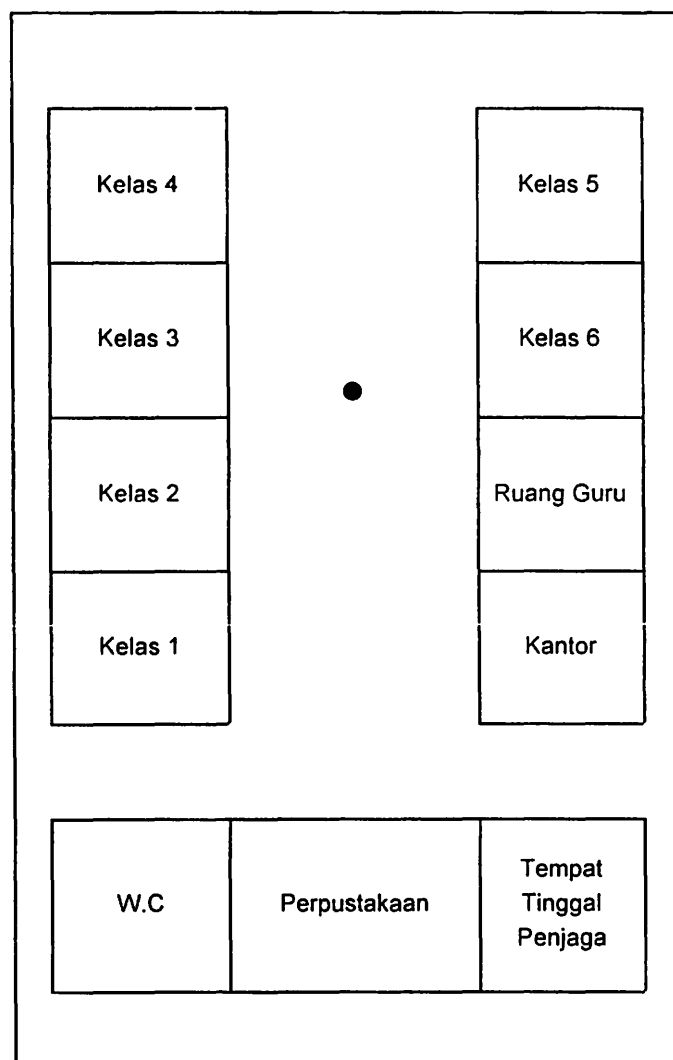 Kelas 4
Kelas 5
Kelas 3
Kelas 6
Kelas 2
Ruang Guru
Kelas 1
Kantor
W.C
Perpustakaan
Tempat
Tinggal
Penjaga